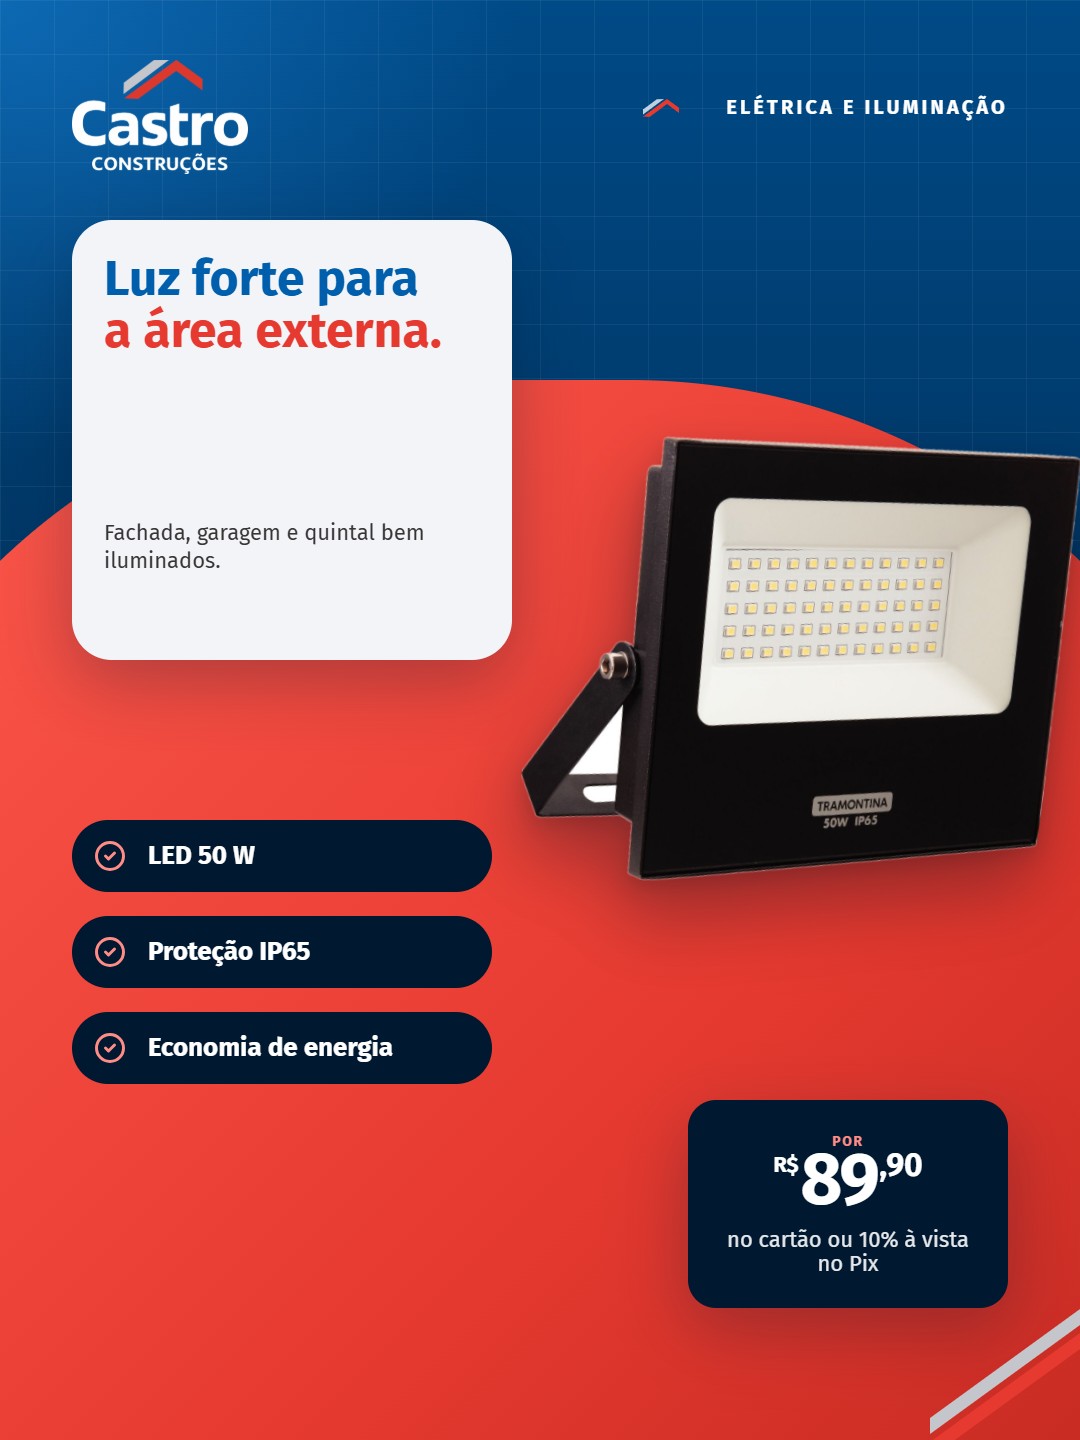 Castro
CONSTRUÇÕES
ELÉTRICA E ILUMINAÇÃO
Luz forte para
a área externa.
Fachada, garagem e quintal bem
iluminados.
TRAMONTINA
50W IP65
LED 50 W
Proteção IP65
Economia de energia
POR
R$89,90
no cartão ou 10% à vista
no Pix